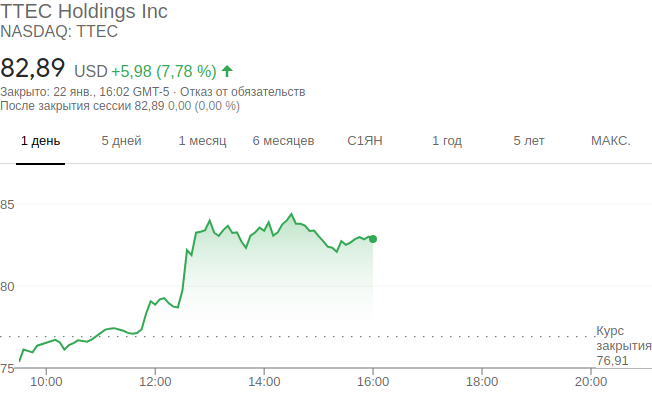 TTEC Holdings Inc
NASDAQ: TTEC
82,89 USD +5,98 (7,78 %)
Закрыто: 22 янв., 16:02 GMT-5 · Отказ от обязательств
После закрытия сессии 82,89 0,00 (0,00 %)
1 день 5 дней 1 месяц 6 месяцев С1ЯН 1 год 5 лет МАКС.
85
80
75
Курс
закрытия
76,91
10:00 12:00 14:00 16:00 18:00 20:00